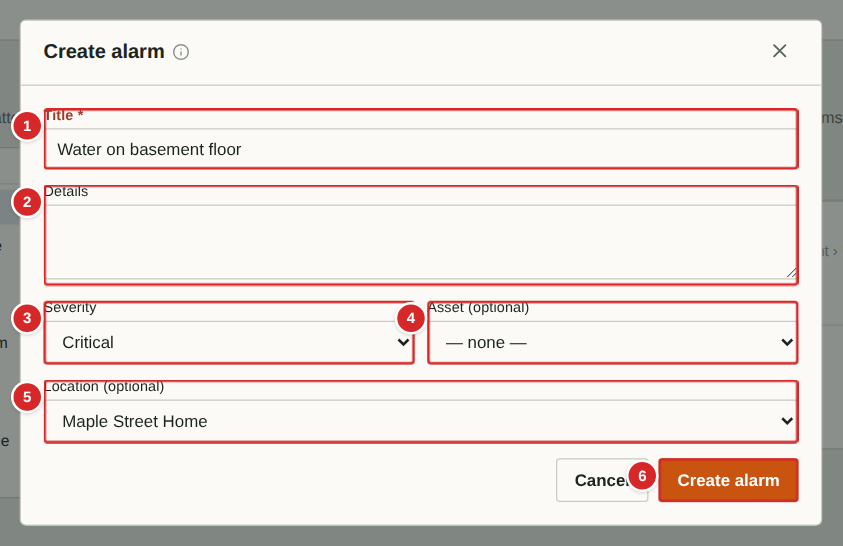 Create alarm
1
Title *
Water on basement floor
2
Details
3
Severity
Critical
4
Asset (optional)
— none —
5
Location (optional)
Maple Street Home
Cancel
6
Create alarm